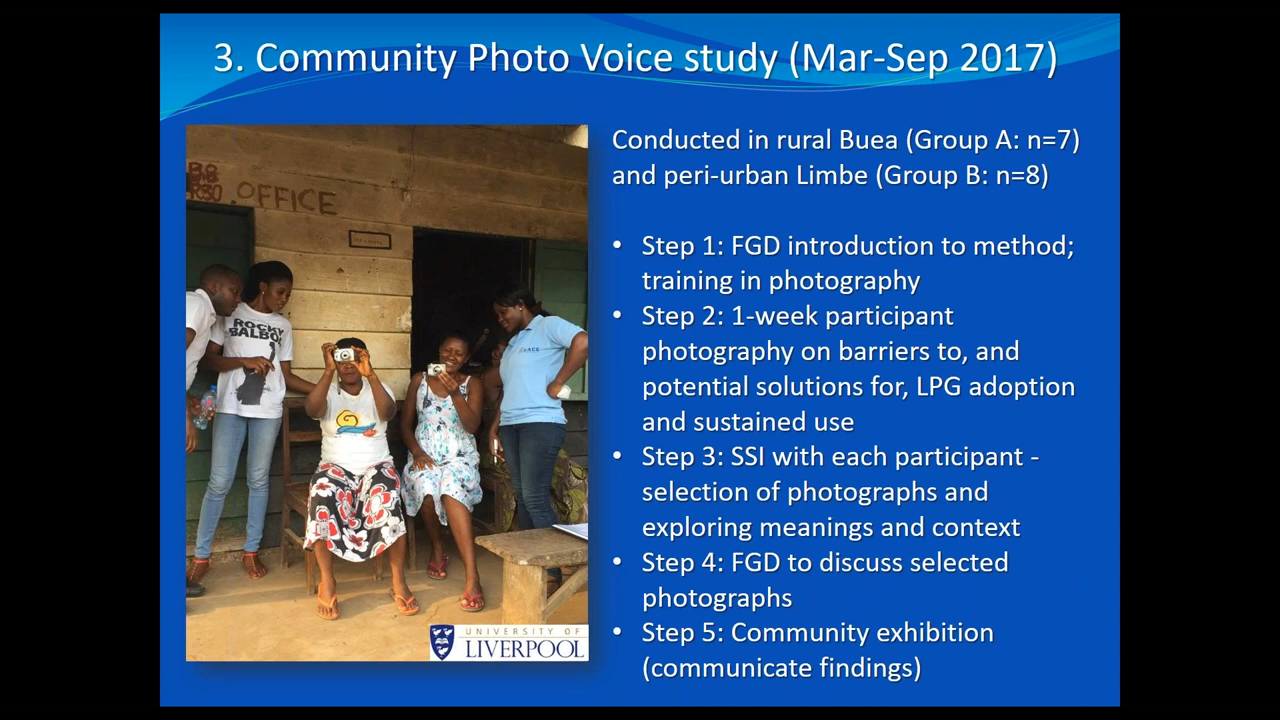 3. Community Photo Voice study (Mar-Sep 2017)
OFFICE
ROCKY
BALBO
Conducted in rural Buea (Group A: n=7)
and peri-urban Limbe (Group B: n=8)
• Step 1: FGD introduction to method;
training in photography
• Step 2: 1-week participant
photography on barriers to, and
potential solutions for, LPG adoption
and sustained use
• Step 3: SSI with each participant -
selection of photographs and
exploring meanings and context
• Step 4: FGD to discuss selected
photographs
• Step 5: Community exhibition
(communicate findings)
UNIVERSITY OF
LIVERPOOL